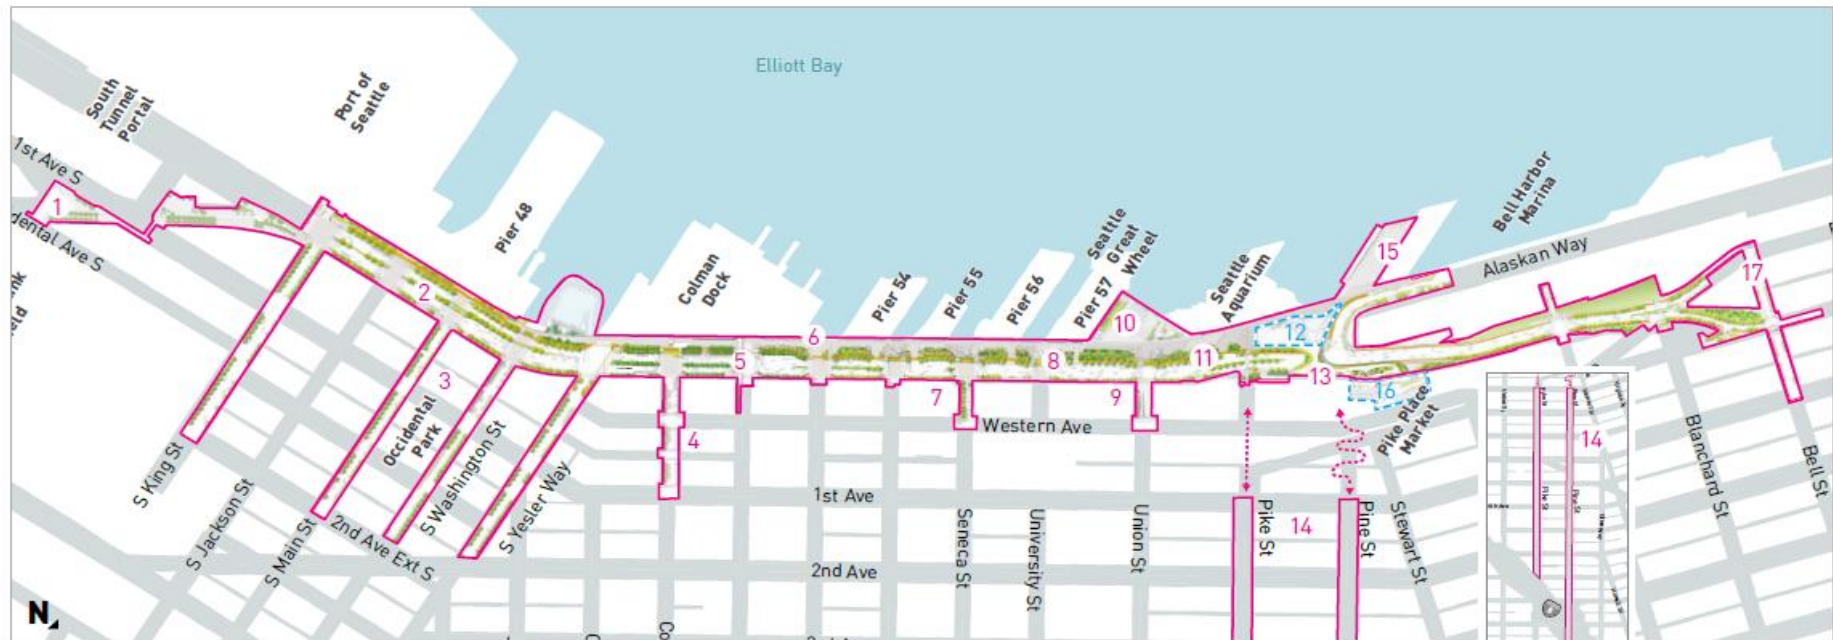 Elliott Bay
South
Tunnel
Portal
Port of
Seattle
1st Ave S
1
dental Ave S
Pier 48
Colman
Dock
Pier 54
Pier 55
Pier 56
Pier 57
Seattle
Great
Wheel
Seattle
Aquarium
Bell Harbor
Marina
Alaskan Way
2
3
4
5
6
7
8
9
10
11
12
13
15
16
17
Occidental
Park
Western Ave
Pike Place
Market
S King St
S Jackson St
S Main St
2nd Ave Ext S
S Washington St
S Yesler Way
1st Ave
2nd Ave
Seneca St
University St
Union St
Pike St
14
Pine St
Stewart St
14
Pike St
Pine St
Blanchard St
Bell St
N